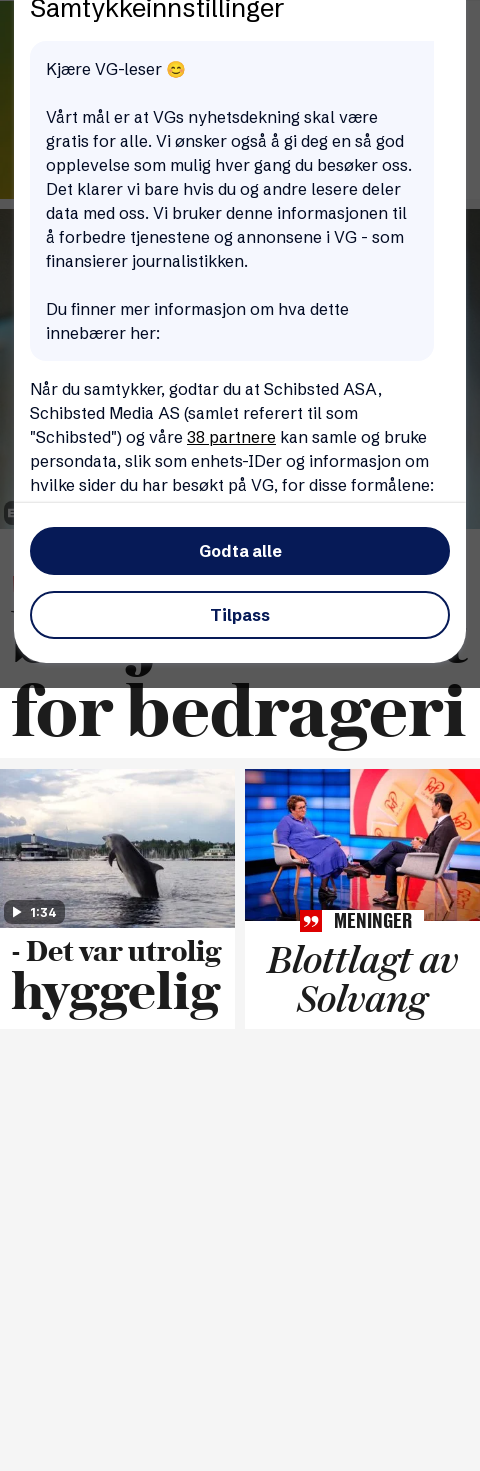 Samtykkeinnstillinger
Kjære VG-leser 😊
Vårt mål er at VGs nyhetsdekning skal være
gratis for alle. Vi ønsker også å gi deg en så god
opplevelse som mulig hver gang du besøker oss.
Det klarer vi bare hvis du og andre lesere deler
data med oss. Vi bruker denne informasjonen til
å forbedre tjenestene og annonsene i VG - som
finansierer journalistikken.
Du finner mer informasjon om hva dette
innebærer her:
Når du samtykker, godtar du at Schibsted ASA,
Schibsted Media AS (samlet referert til som
"Schibsted") og våre 38 partnere kan samle og bruke
persondata, slik som enhets-IDer og informasjon om
hvilke sider du har besøkt på VG, for disse formålene:
Godta alle
Tilpass
for bedrageri
1:34
- Det var utrolig
hyggelig
MENINGER
Blottlagt av
Solvang